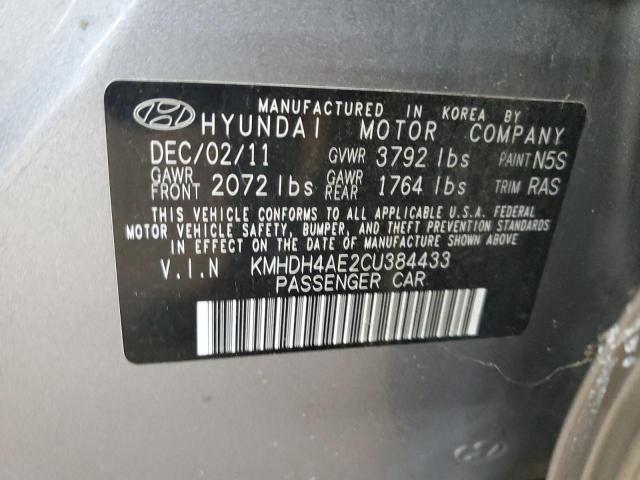 MANUFACTURED IN KOREA BY
HYUNDAI MOTOR COMPANY
DEC/02/11 GVWR 3792 lbs PAINT N5S
GAWR FRONT 2072 lbs GAWR REAR 1764 lbs TRIM RAS
THIS VEHICLE CONFORMS TO ALL APPLICABLE U.S.A. FEDERAL
MOTOR VEHICLE SAFETY, BUMPER, AND THEFT PREVENTION STANDARDS
IN EFFECT ON THE DATE OF MANUFACTURE SHOWN ABOVE.
V.I.N KMHDH4AE2CU384433
PASSENGER CAR